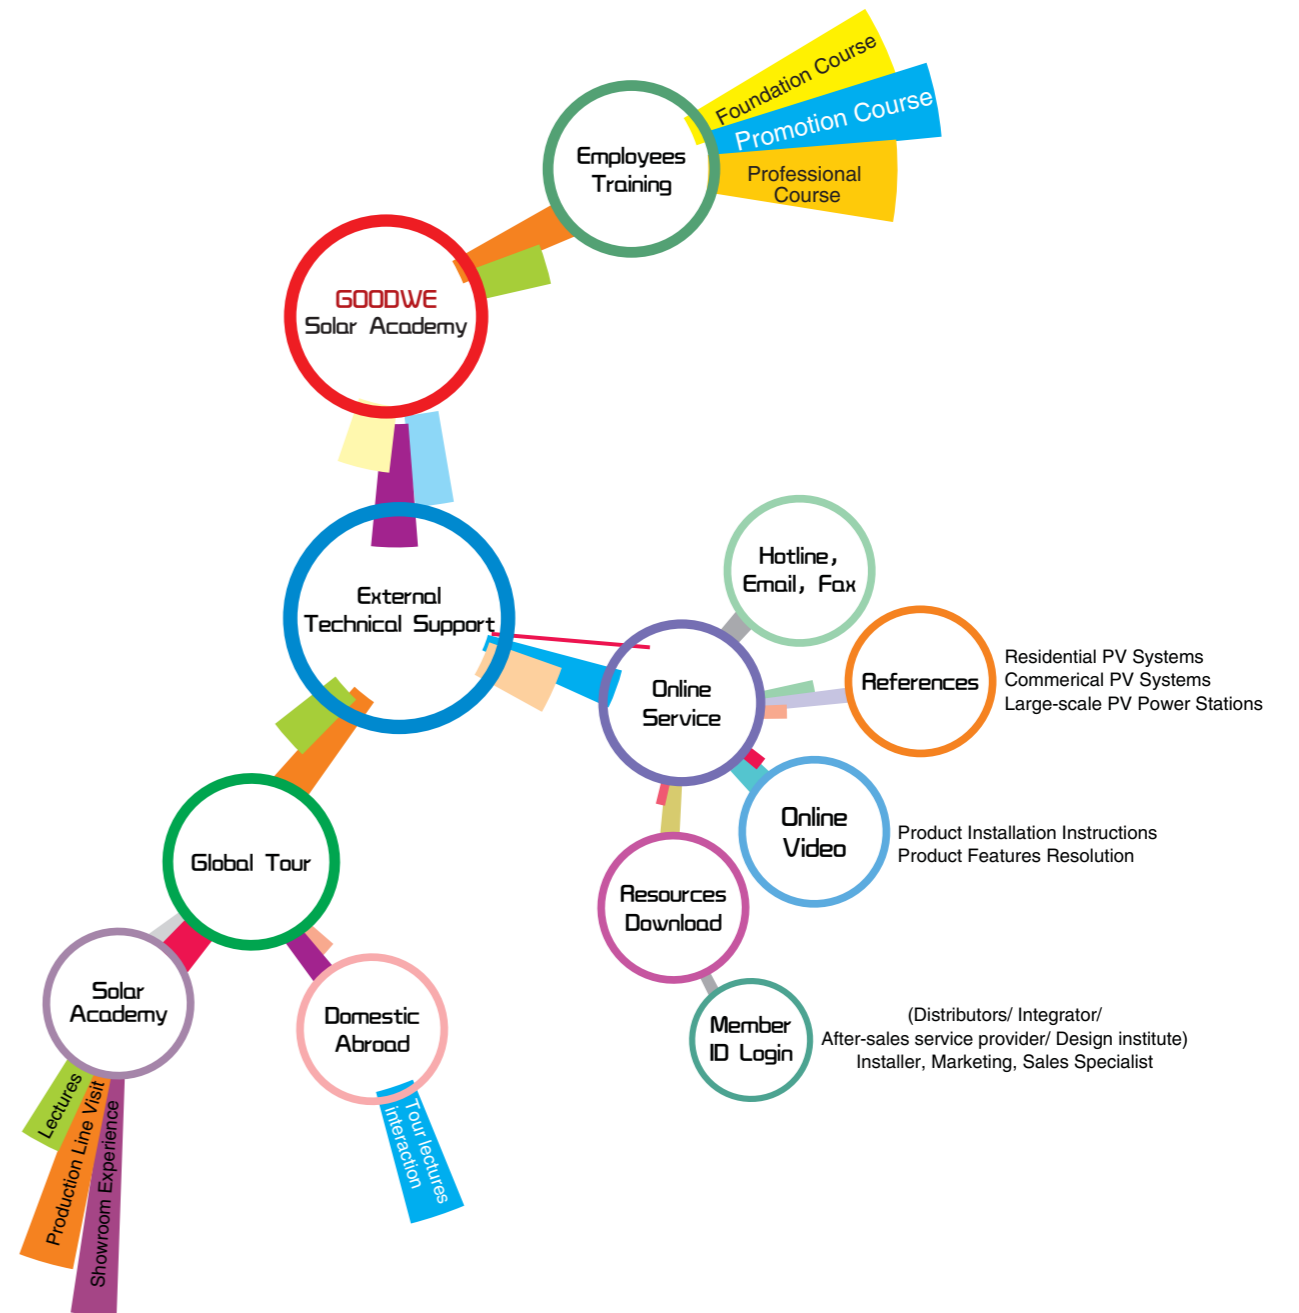 Foundation Course
Promotion Course
Professional
Course
Employees
Training
GOODWE
Solar Academy
External
Technical Support
Hotline,
Email, Fax
References
Residential PV Systems
Commerical PV Systems
Large-scale PV Power Stations
Online
Service
Online
Video
Product Installation Instructions
Product Features Resolution
Resources
Download
Member
ID Login
(Distributors/ Integrator/
After-sales service provider/ Design institute)
Installer, Marketing, Sales Specialist
Global Tour
Solar
Academy
Lectures
Production Line Visit
Showroom Experience
Domestic
Abroad
Tour lectures
interaction